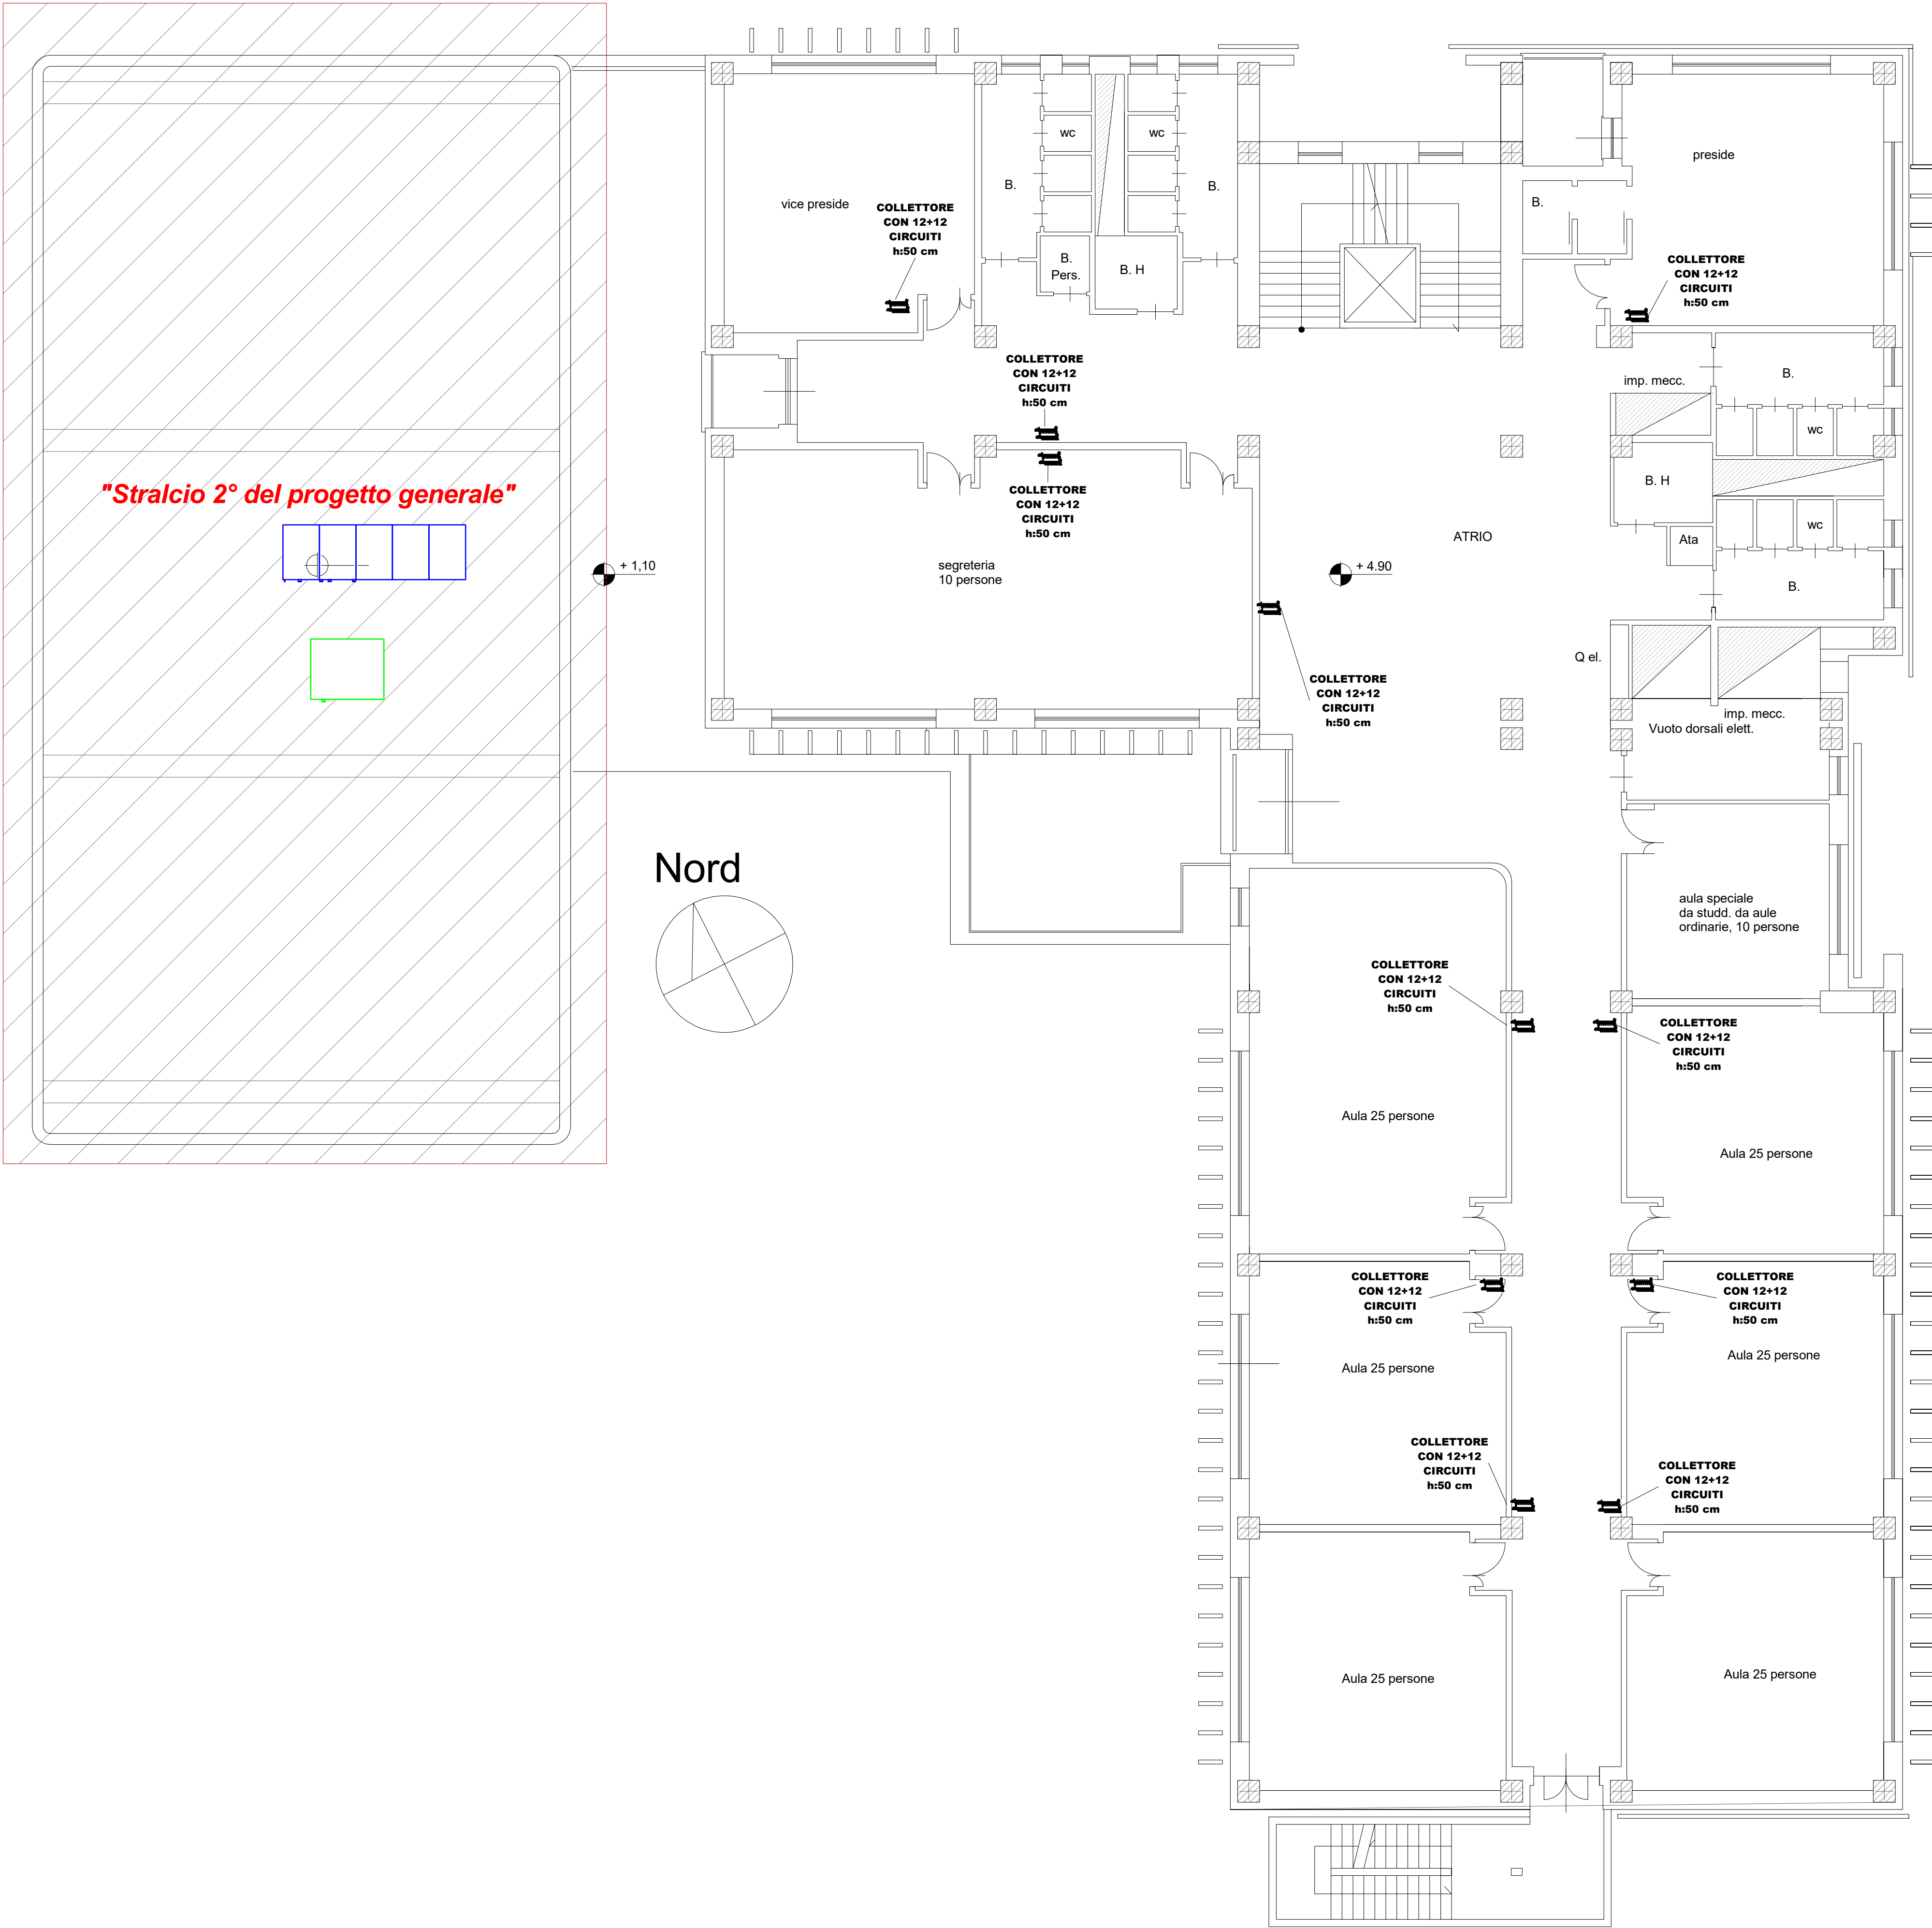 wc
wc
preside
B.
B.
vice preside
COLLETTORE
CON 12+12
CIRCUITI
h:50 cm
B.
B.
Pers.
B. H
COLLETTORE
CON 12+12
CIRCUITI
h:50 cm
COLLETTORE
CON 12+12
CIRCUITI
h:50 cm
imp. mecc.
B.
wc
"Stralcio 2° del progetto generale"
COLLETTORE
CON 12+12
CIRCUITI
h:50 cm
B. H
wc
ATRIO
Ata
+ 1,10
segreteria
10 persone
+ 4.90
B.
Q el.
COLLETTORE
CON 12+12
CIRCUITI
h:50 cm
imp. mecc.
Vuoto dorsali elett.
Nord
aula speciale
da studd. da aule
ordinarie, 10 persone
COLLETTORE
CON 12+12
CIRCUITI
h:50 cm
COLLETTORE
CON 12+12
CIRCUITI
h:50 cm
Aula 25 persone
Aula 25 persone
COLLETTORE
CON 12+12
CIRCUITI
h:50 cm
COLLETTORE
CON 12+12
CIRCUITI
h:50 cm
Aula 25 persone
Aula 25 persone
COLLETTORE
CON 12+12
CIRCUITI
h:50 cm
COLLETTORE
CON 12+12
CIRCUITI
h:50 cm
Aula 25 persone
Aula 25 persone